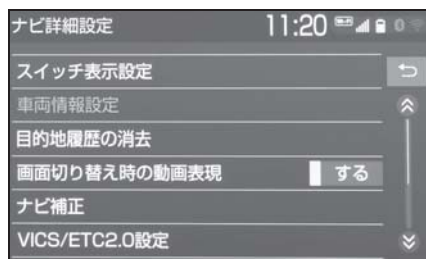 ナビ詳細設定 11:20
スイッチ表示設定
車両情報設定
目的地履歴の消去
画面切り替え時の動画表現 する
ナビ補正
VICS/ETC2.0設定